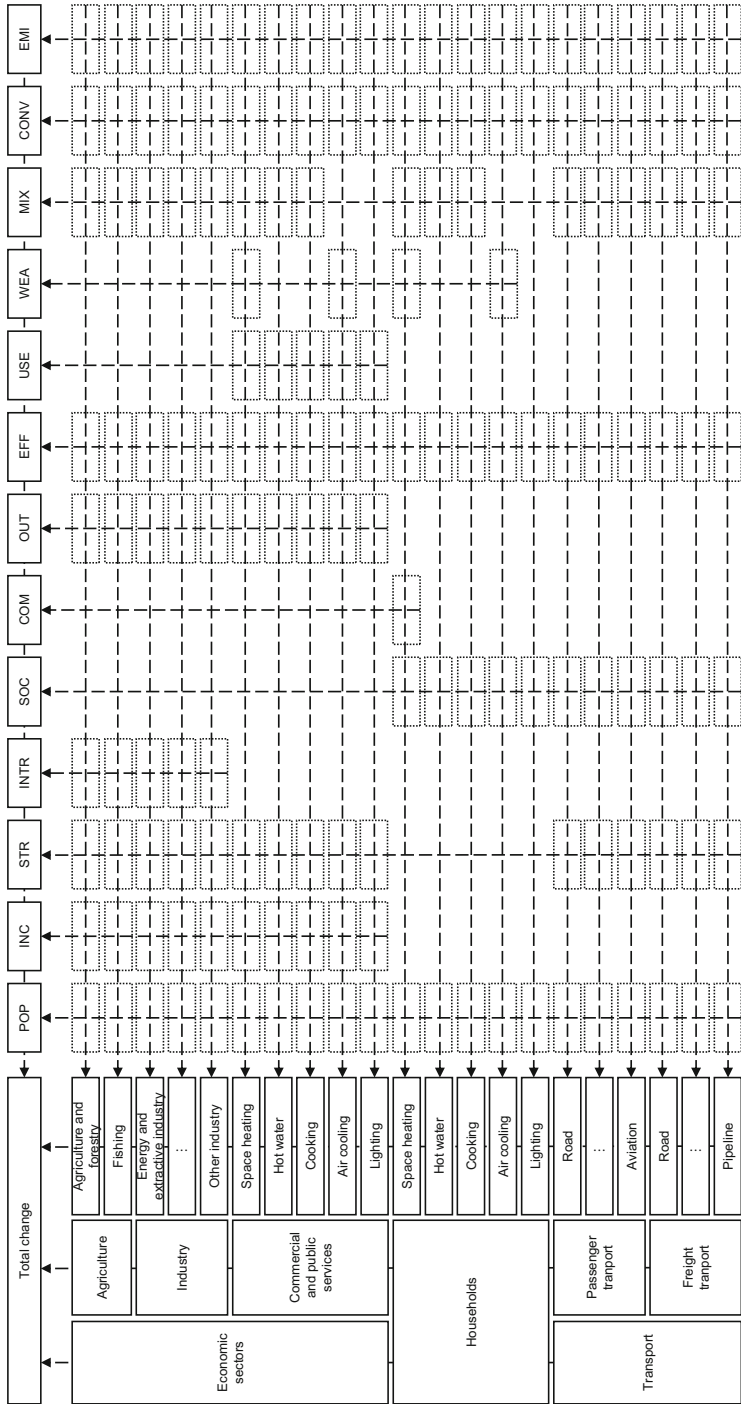 Total change
POP
INC
STR
INTR
SOC
COM
OUT
EFF
USE
WEA
MIX
CONV
EMI
Economic
sectors
Agriculture
Agriculture and
forestry
Fishing
Industry
Energy and
extractive industry
...
Other industry
Commercial
and public
services
Space heating
Hot water
Cooking
Air cooling
Lighting
Households
Space heating
Hot water
Cooking
Air cooling
Lighting
Transport
Passenger
tranport
Road
...
Aviation
Freight
tranport
Road
...
Pipeline